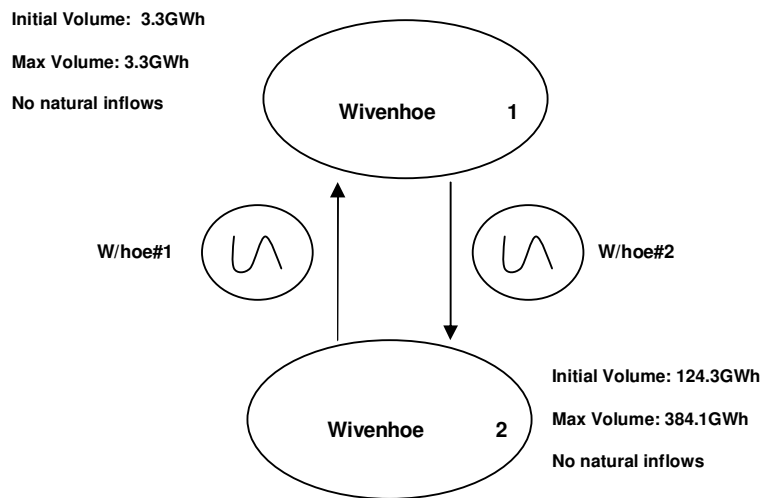 Initial Volume: 3.3GWh
Max Volume: 3.3GWh
No natural inflows
Wivenhoe 1
W/hoe#1
W/hoe#2
Initial Volume: 124.3GWh
Max Volume: 384.1GWh
No natural inflows
Wivenhoe 2